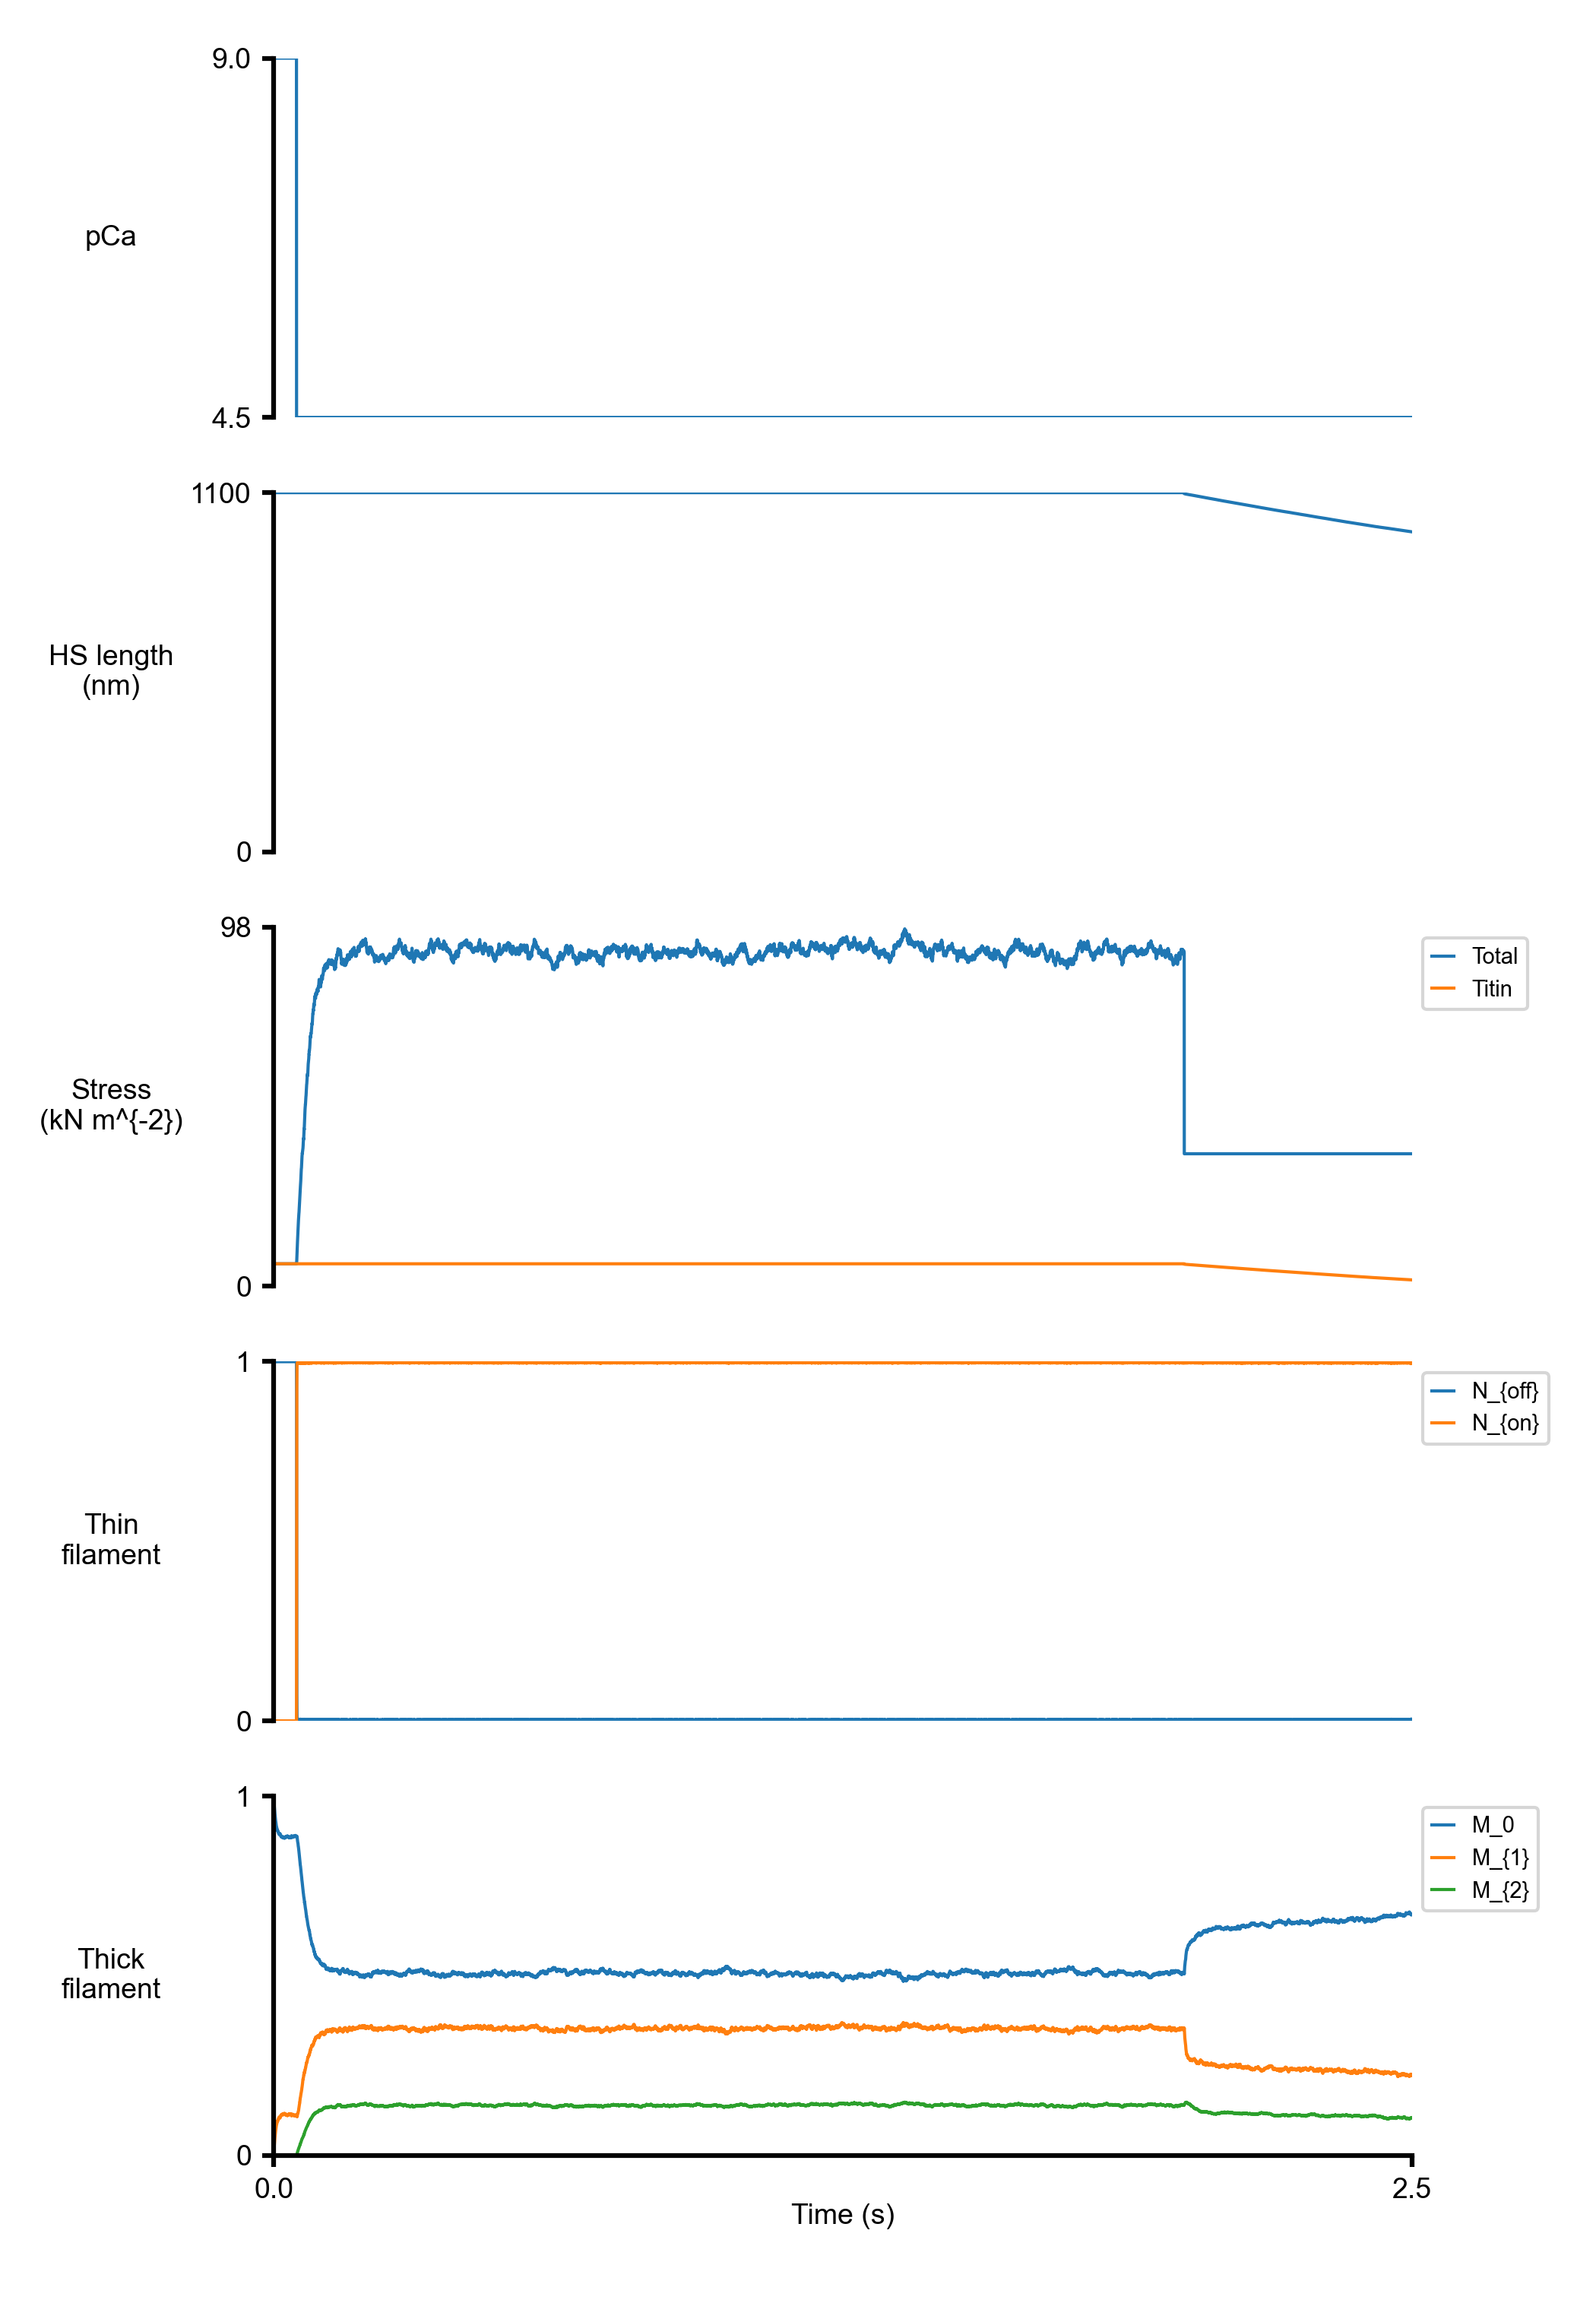 9.0
pCa
4.5
1100
HS length
(nm)
0
98
Total
Titin
Stress
(kN m^{-2})
0
1
N_{off}
N_{on}
Thin
filament
0
1
M_0
M_{1}
M_{2}
Thick
filament
0
0.0
2.5
Time (s)